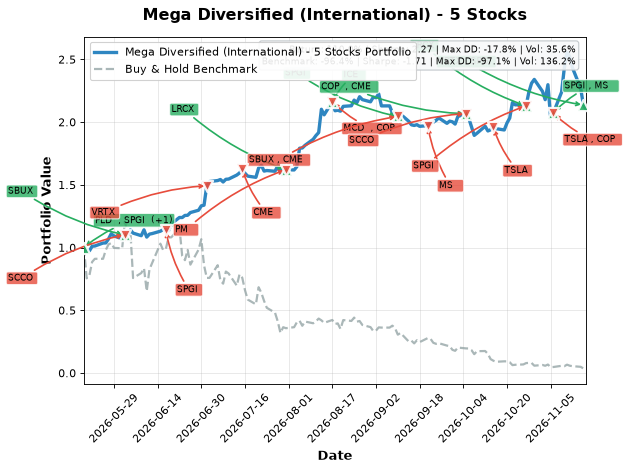 Mega Diversified (International) - 5 Stocks
Mega Diversified (International) - 5 Stocks Portfolio
Buy & Hold Benchmark
.27 | Max DD: -17.8% | Vol: 35.6%
Benchmark: -96.4% | Sharpe: -1.71 | Max DD: -97.1% | Vol: 136.2%
COP , CME
SPGI , MS
LRCX
MCD , COP
SCCO
TSLA , COP
SBUX , CME
SPGI
TSLA
MS
SBUX
VRTX
CME
SPGI (+1)
PM
SCCO
SPGI
Portfolio Value
2.5
2.0
1.5
1.0
0.5
0.0
2026-05-29
2026-06-14
2026-06-30
2026-07-16
2026-08-01
2026-08-17
2026-09-02
2026-09-18
2026-10-04
2026-10-20
2026-11-05
Date